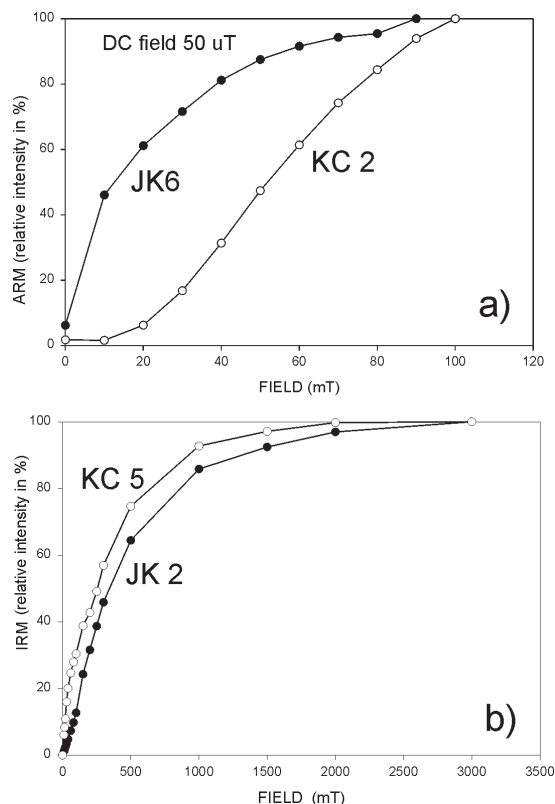 100
DC field 50 uT
80
ARM (relative intensity in %)
60
KC 2
JK6
40
20
a)
0
0 20 40 60 80 100 120
FIELD (mT)
100
KC 5
80
JK 2
IRM (relative intensity in %)
60
40
20
b)
0
0 500 1000 1500 2000 2500 3000 3500
FIELD (mT)